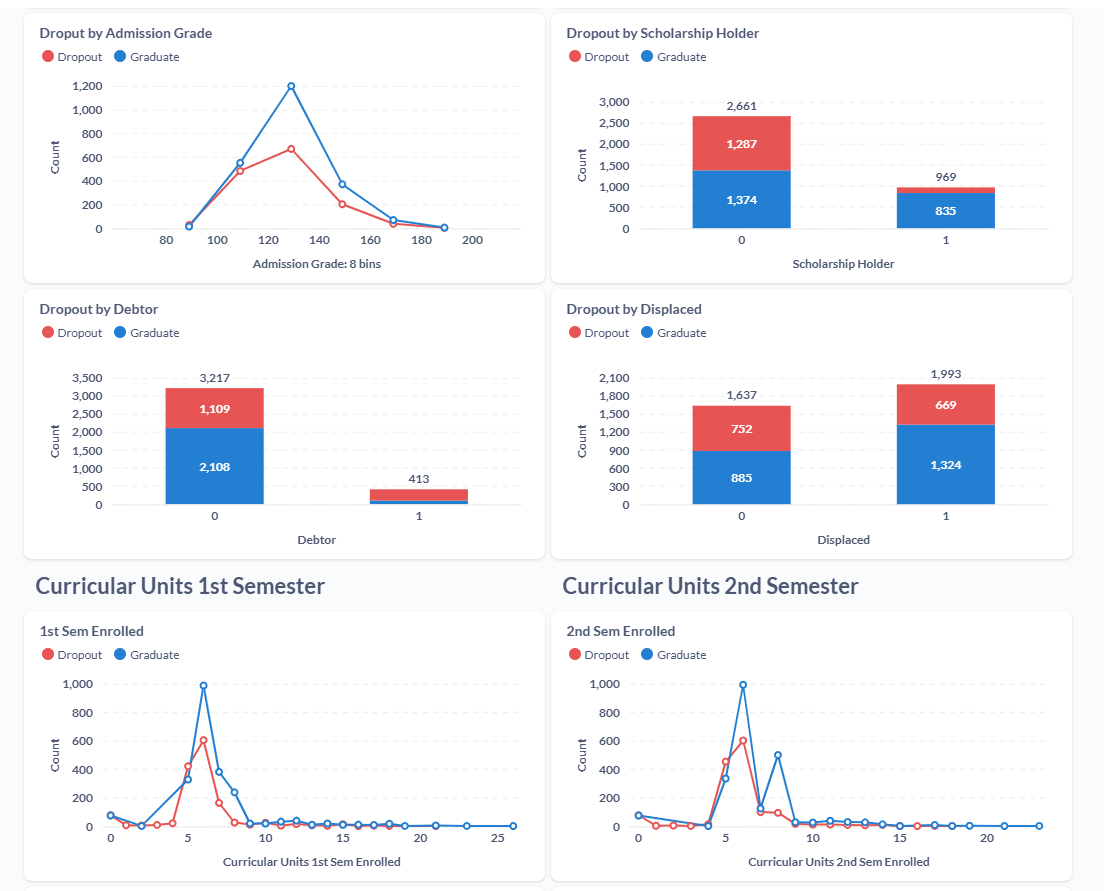 Droput by Admission Grade
Dropout Graduate
1,200
1,000
800
600
400
200
0
Count
80 100 120 140 160 180 200
Admission Grade: 8 bins
Dropout by Scholarship Holder
Dropout Graduate
3,000
2,500
2,000
1,500
1,000
500
0
Count
2,661
1,287
1,374
969
835
0 1
Scholarship Holder
Dropout by Debtor
Dropout Graduate
3,500
3,000
2,500
2,000
1,500
1,000
500
0
Count
3,217
1,109
2,108
413
0 1
Debtor
Dropout by Displaced
Dropout Graduate
2,100
1,800
1,500
1,200
900
600
300
0
Count
1,637
752
885
1,993
669
1,324
0 1
Displaced
Curricular Units 1st Semester
Curricular Units 2nd Semester
1st Sem Enrolled
Dropout Graduate
1,000
800
600
400
200
0
Count
0 5 10 15 20 25
Curricular Units 1st Sem Enrolled
2nd Sem Enrolled
Dropout Graduate
1,000
800
600
400
200
0
Count
0 5 10 15 20
Curricular Units 2nd Sem Enrolled